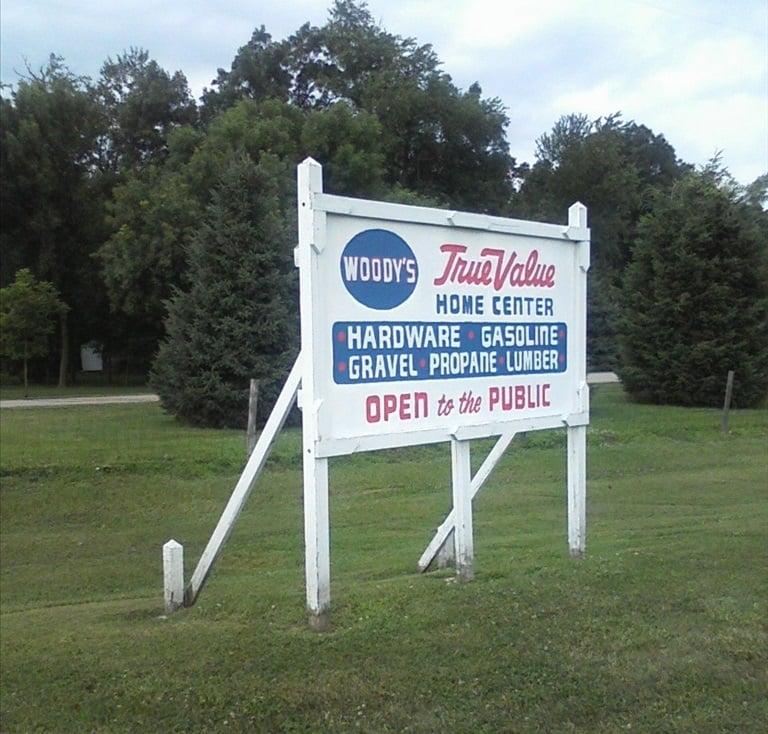 WOODY'S
True Value
HOME CENTER
• HARDWARE • GASOLINE •
• GRAVEL • PROPANE • LUMBER •
OPEN to the PUBLIC